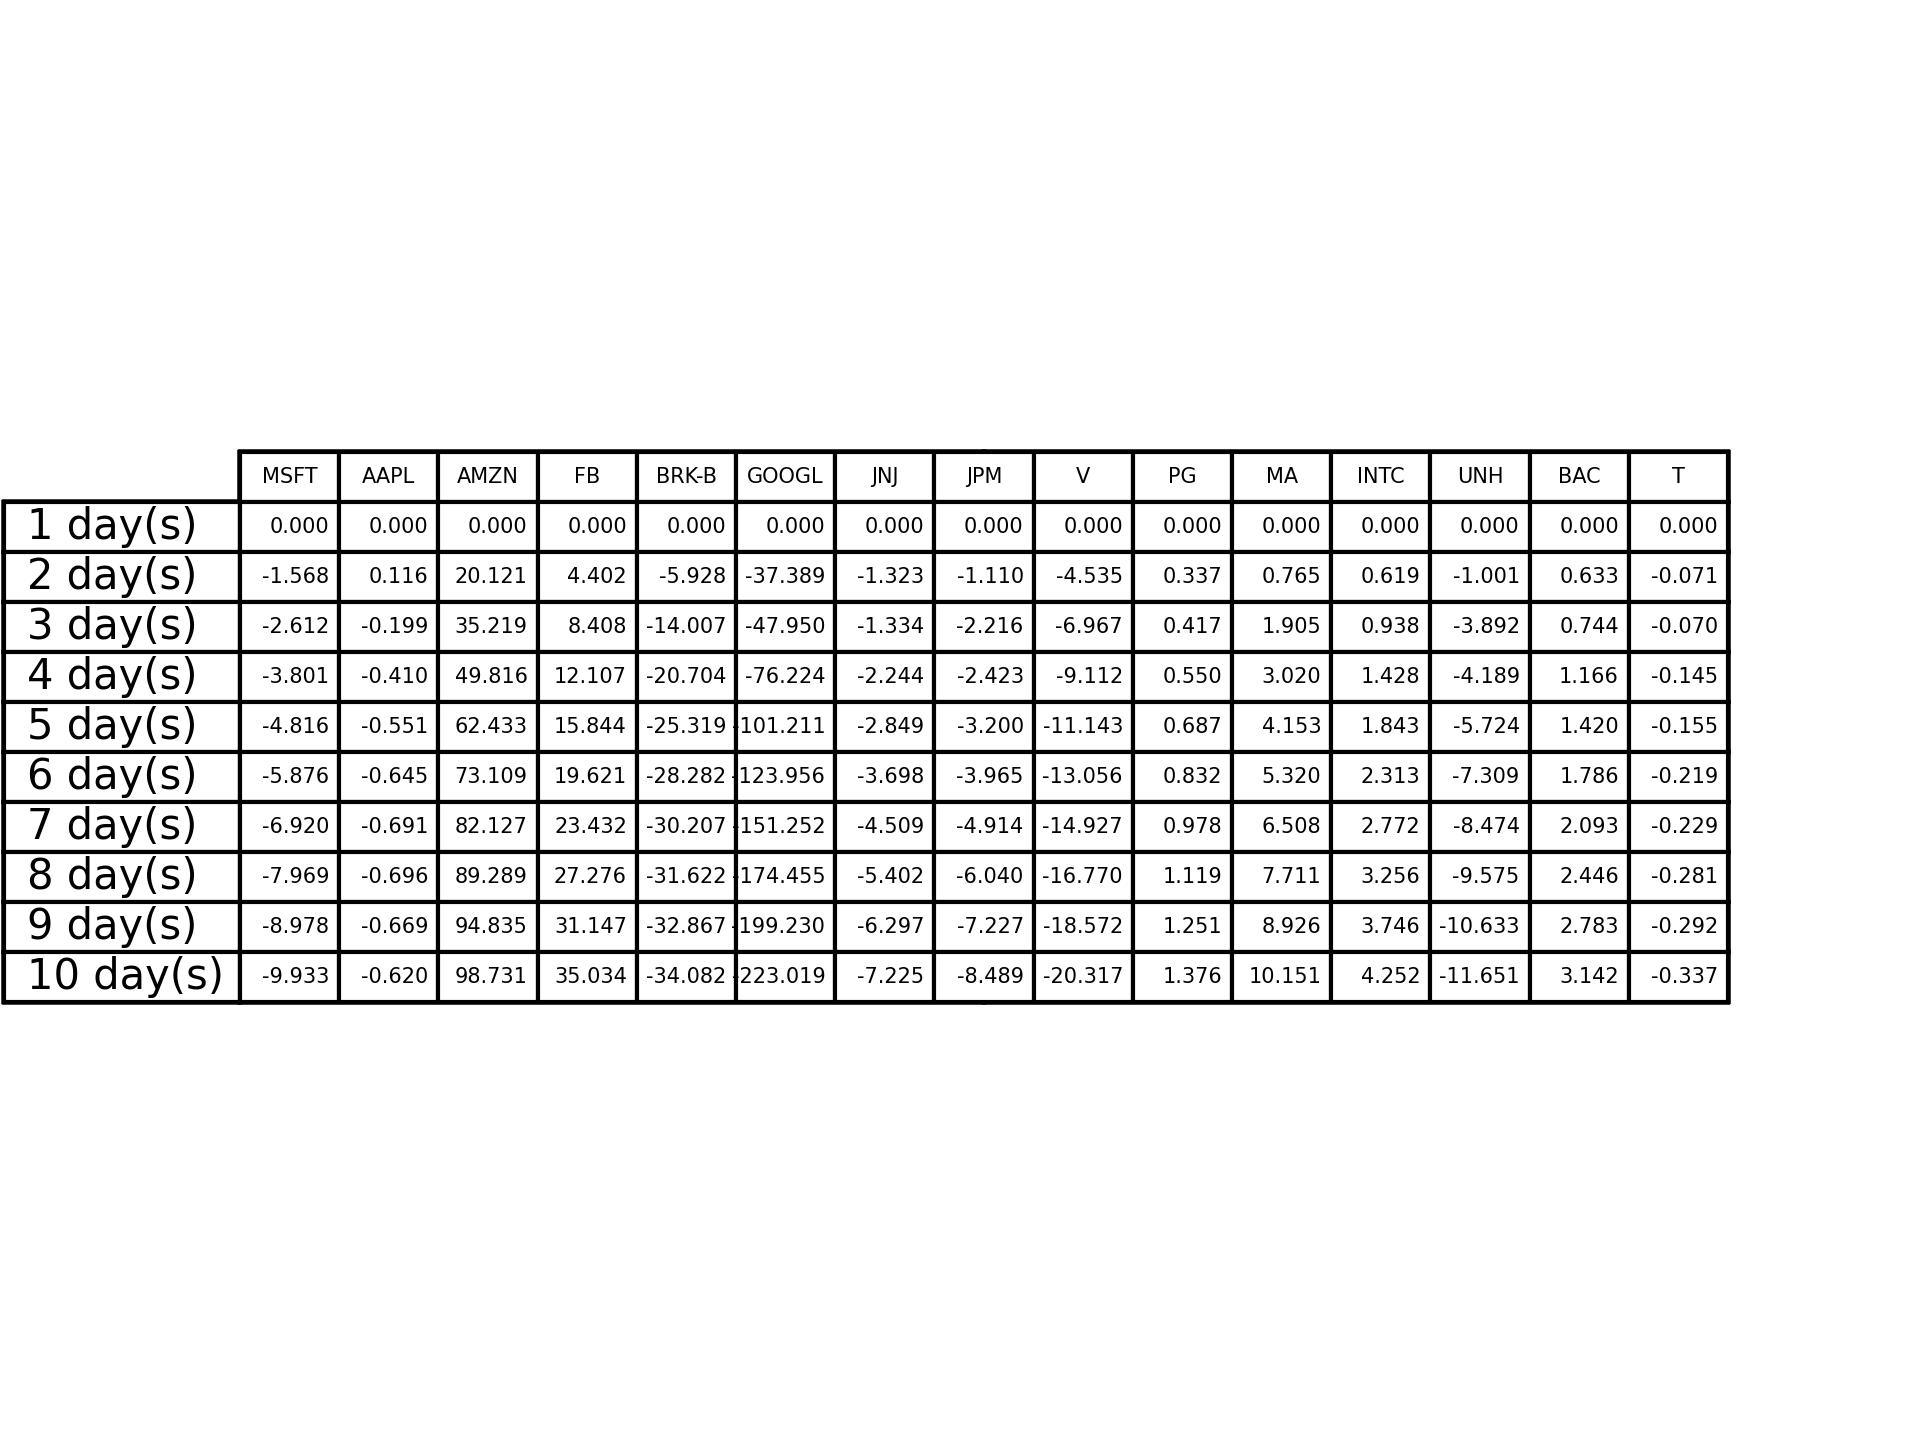 MSFT AAPL AMZN FB BRK-B GOOGL JNJ JPM V PG MA INTC UNH BAC T
1 day(s) 0.000 0.000 0.000 0.000 0.000 0.000 0.000 0.000 0.000 0.000 0.000 0.000 0.000 0.000 0.000
2 day(s) -1.568 0.116 20.121 4.402 -5.928 -37.389 -1.323 -1.110 -4.535 0.337 0.765 0.619 -1.001 0.633 -0.071
3 day(s) -2.612 -0.199 35.219 8.408 -14.007 -47.950 -1.334 -2.216 -6.967 0.417 1.905 0.938 -3.892 0.744 -0.070
4 day(s) -3.801 -0.410 49.816 12.107 -20.704 -76.224 -2.244 -2.423 -9.112 0.550 3.020 1.428 -4.189 1.166 -0.145
5 day(s) -4.816 -0.551 62.433 15.844 -25.319 -101.211 -2.849 -3.200 -11.143 0.687 4.153 1.843 -5.724 1.420 -0.155
6 day(s) -5.876 -0.645 73.109 19.621 -28.282 -123.956 -3.698 -3.965 -13.056 0.832 5.320 2.313 -7.309 1.786 -0.219
7 day(s) -6.920 -0.691 82.127 23.432 -30.207 -151.252 -4.509 -4.914 -14.927 0.978 6.508 2.772 -8.474 2.093 -0.229
8 day(s) -7.969 -0.696 89.289 27.276 -31.622 -174.455 -5.402 -6.040 -16.770 1.119 7.711 3.256 -9.575 2.446 -0.281
9 day(s) -8.978 -0.669 94.835 31.147 -32.867 -199.230 -6.297 -7.227 -18.572 1.251 8.926 3.746 -10.633 2.783 -0.292
10 day(s) -9.933 -0.620 98.731 35.034 -34.082 -223.019 -7.225 -8.489 -20.317 1.376 10.151 4.252 -11.651 3.142 -0.337